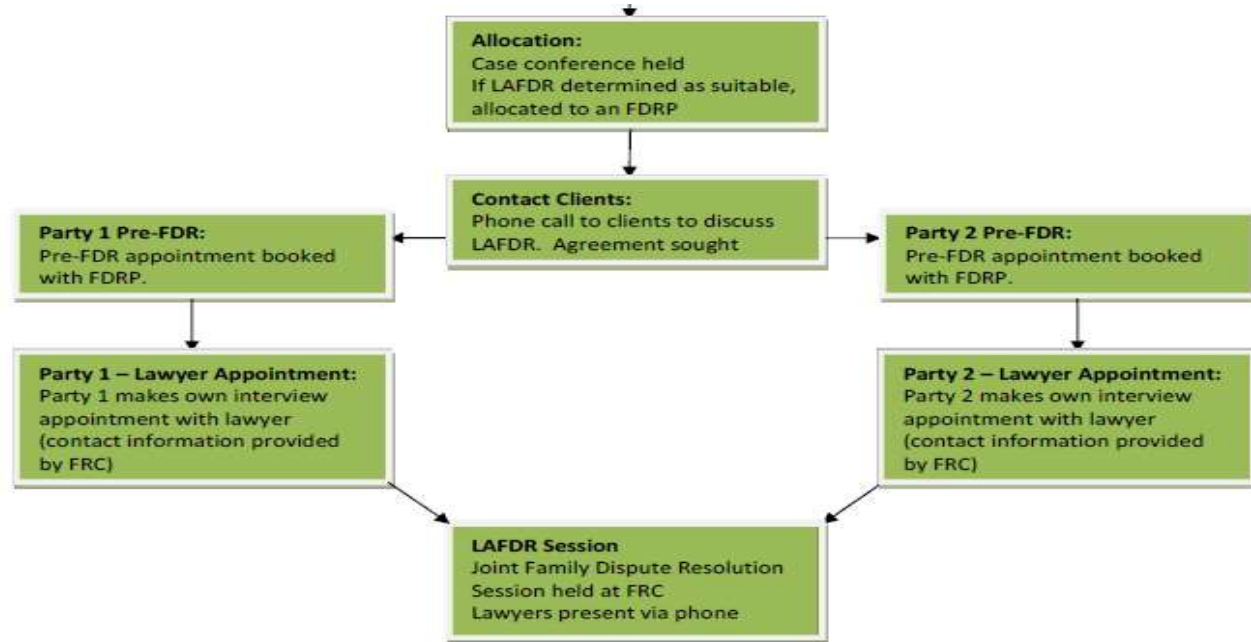 Allocation:
Case conference held
If LAFDR determined as suitable,
allocated to an FDRP
Contact Clients:
Phone call to clients to discuss
LAFDR.  Agreement sought
Party 1 Pre-FDR:
Pre-FDR appointment booked
with FDRP.
Party 2 Pre-FDR:
Pre-FDR appointment booked
with FDRP.
Party 1 – Lawyer Appointment:
Party 1 makes own interview
appointment with lawyer
(contact information provided
by FRC)
Party 2 – Lawyer Appointment:
Party 2 makes own interview
appointment with lawyer
(contact information provided
by FRC)
LAFDR Session
Joint Family Dispute Resolution
Session held at FRC
Lawyers present via phone